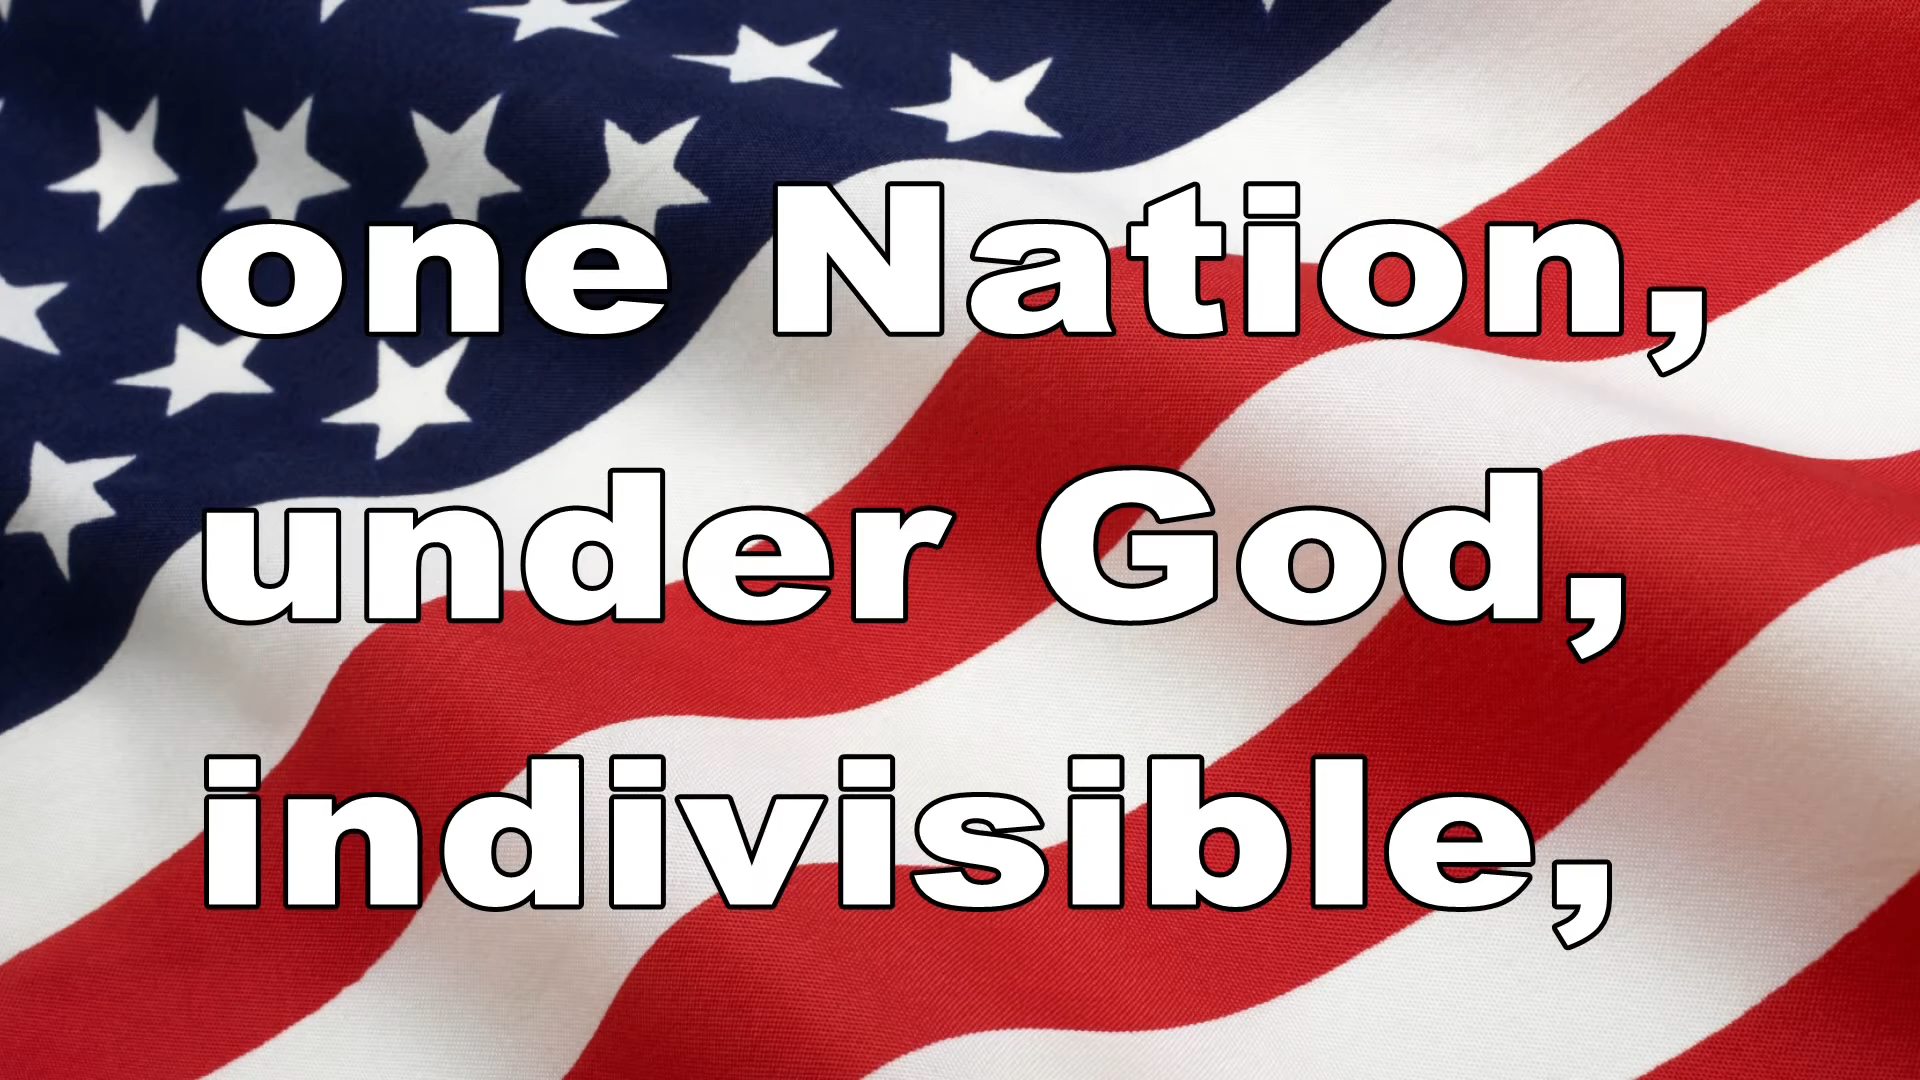 one Nation,
under God,
indivisible,